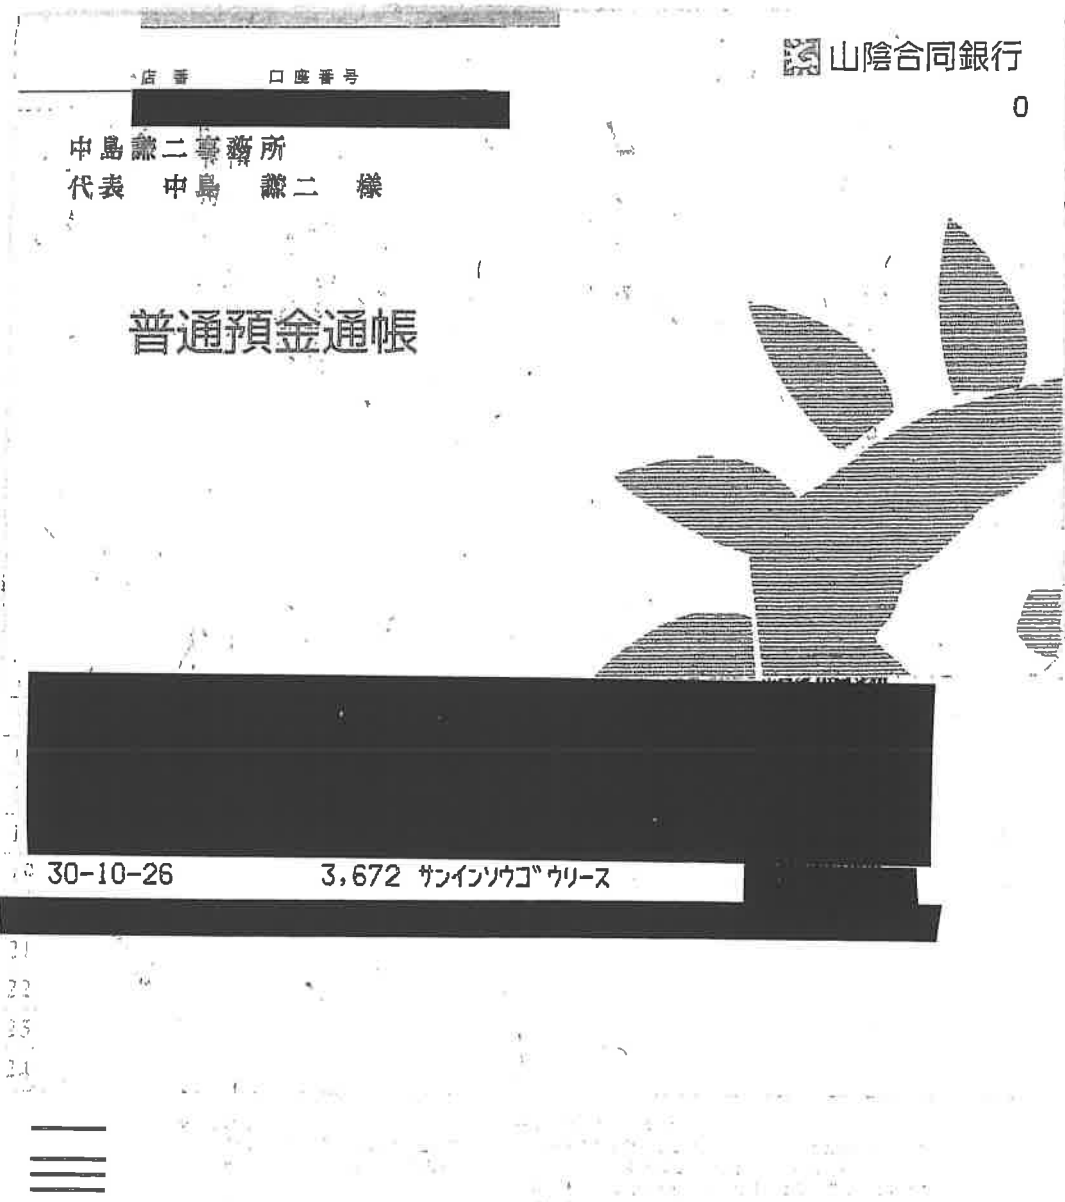 山陰合同銀行
店番 口座番号
0
中島謙二事務所
代表 中島 謙二 様
普通預金通帳
30-10-26 3,672 サンインソウゴウリース
22
23